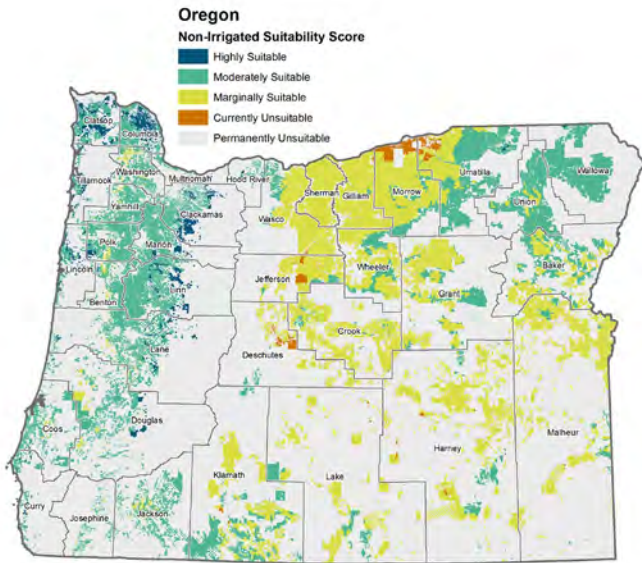 Oregon
Non-Irrigated Suitability Score
Highly Suitable
Moderately Suitable
Marginally Suitable
Currently Unsuitable
Permanently Unsuitable
Clatsop
Columbia
Tillamook
Washington
Multnomah
Hood River
Sherman
Gilliam
Morrow
Umatilla
Wallowa
Union
Yamhill
Clackamas
Wasco
Polk
Marion
Lincoln
Linn
Jefferson
Wheeler
Baker
Benton
Grant
Crook
Lane
Deschutes
Coos
Douglas
Klamath
Lake
Harney
Malheur
Curry
Josephine
Jackson